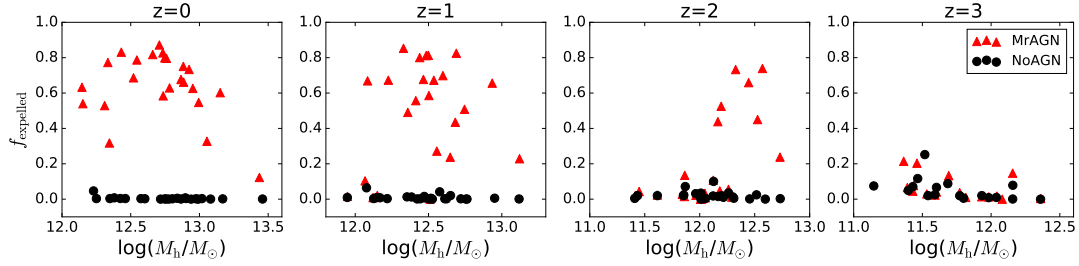 z=0 z=1 z=2 z=3
1.0 1.0 1.0 1.0
0.8 0.8 0.8 0.8
0.6 0.6 0.6 0.6
0.4 0.4 0.4 0.4
0.2 0.2 0.2 0.2
0.0 0.0 0.0 0.0
f_expelled
MrAGN
NoAGN
12.0 12.5 13.0 13.5 12.0 12.5 13.0 11.5 12.0 12.5 11.0 11.5 12.0 12.5
log(M_h/M_⊙) log(M_h/M_⊙) log(M_h/M_⊙) log(M_h/M_⊙)